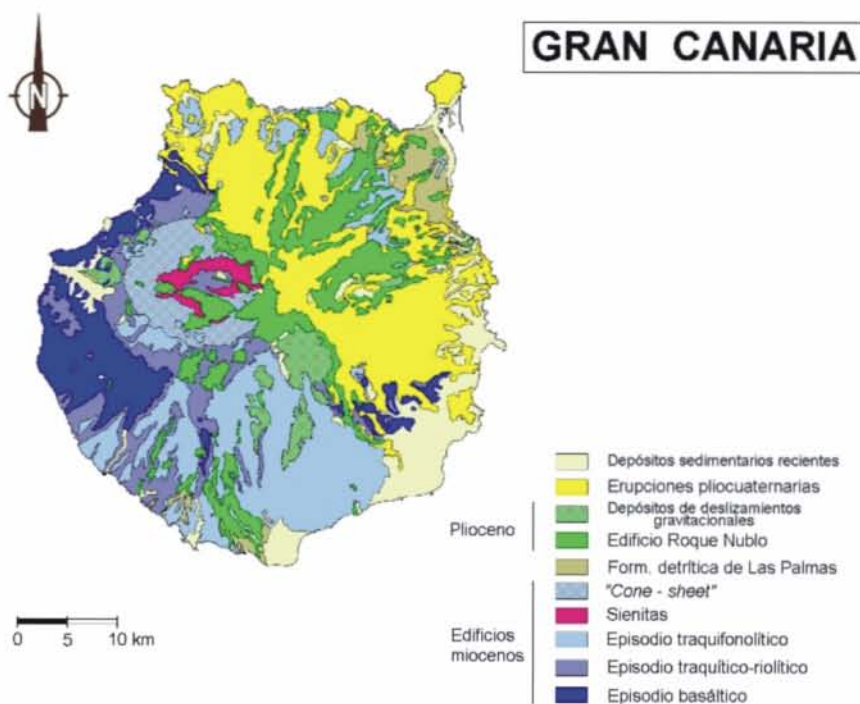 GRAN CANARIA
N
Depósitos sedimentarios recientes
Erupciones pliocuaternarias
Plioceno
Depósitos de deslizamientos
gravitacionales
Edificio Roque Nublo
Form. detrítica de Las Palmas
Edificios
miocenos
"Cone - sheet"
Sienitas
Episodio traquifonolítico
Episodio traquítico-riolítico
Episodio basáltico
0 5 10 km